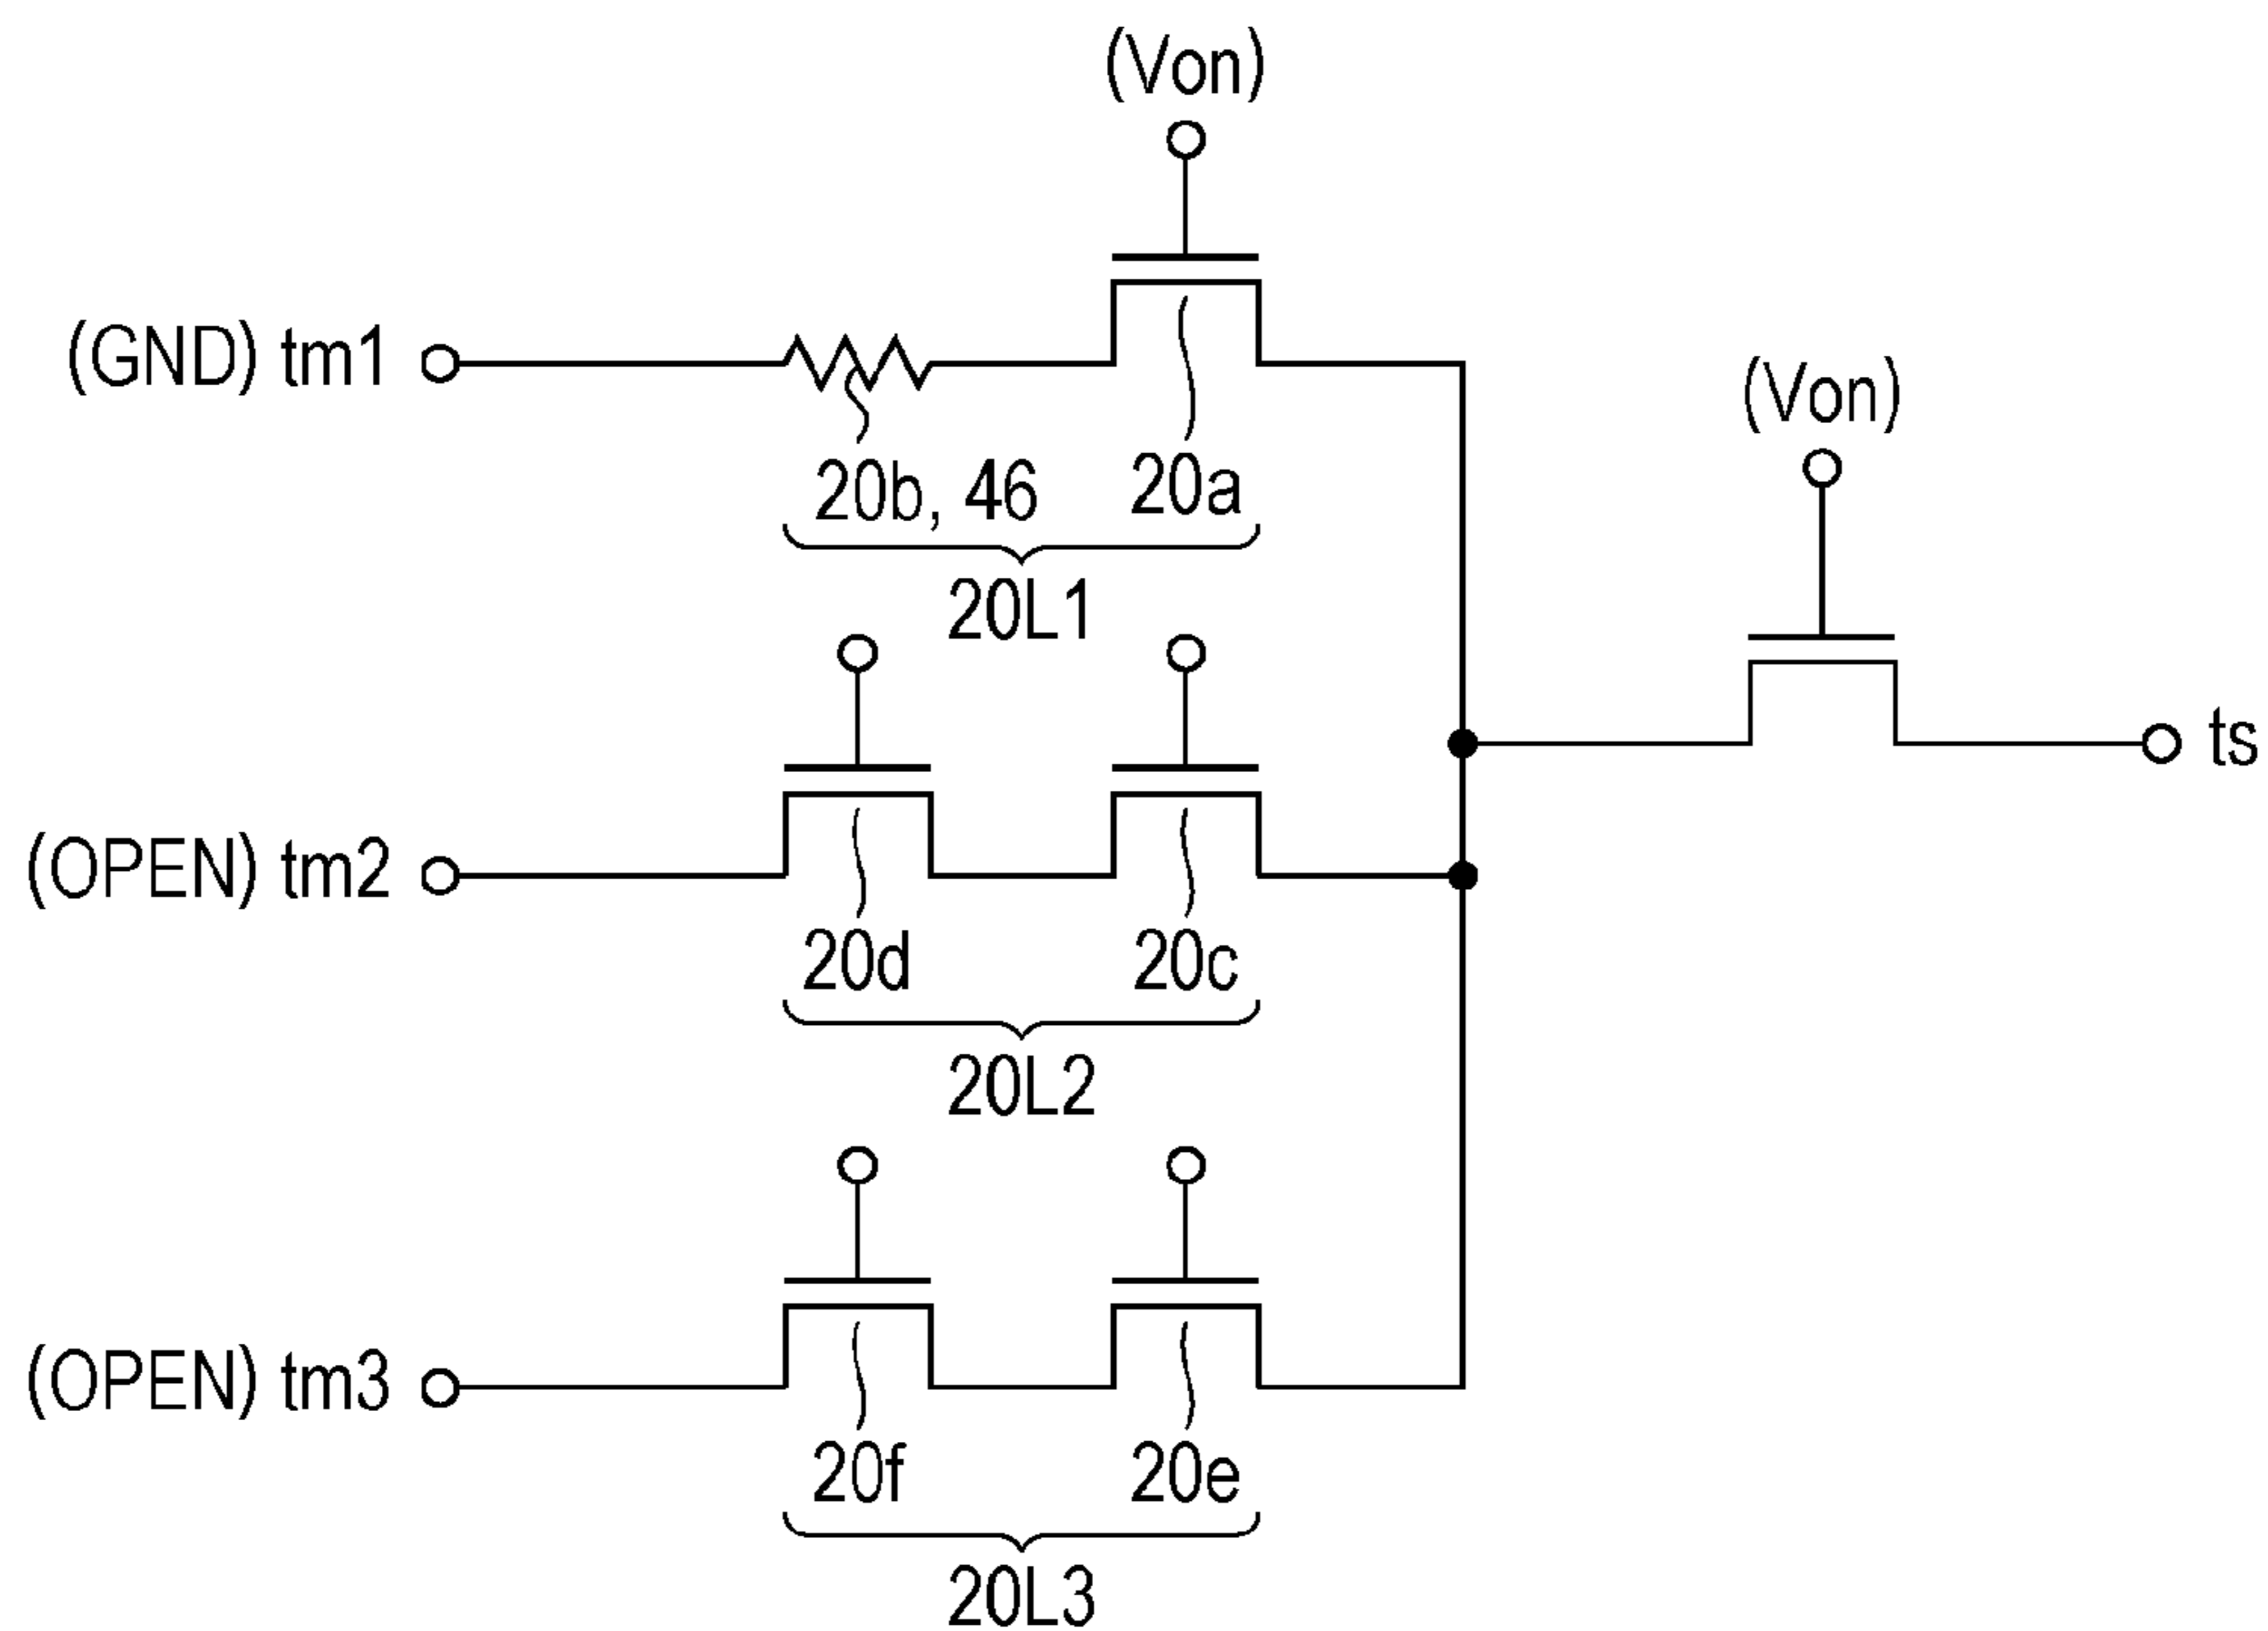 (Von)
(GND) tm1
(Von)
20b, 46
20a
20L1
ts
(OPEN) tm2
20d
20c
20L2
(OPEN) tm3
20f
20e
20L3